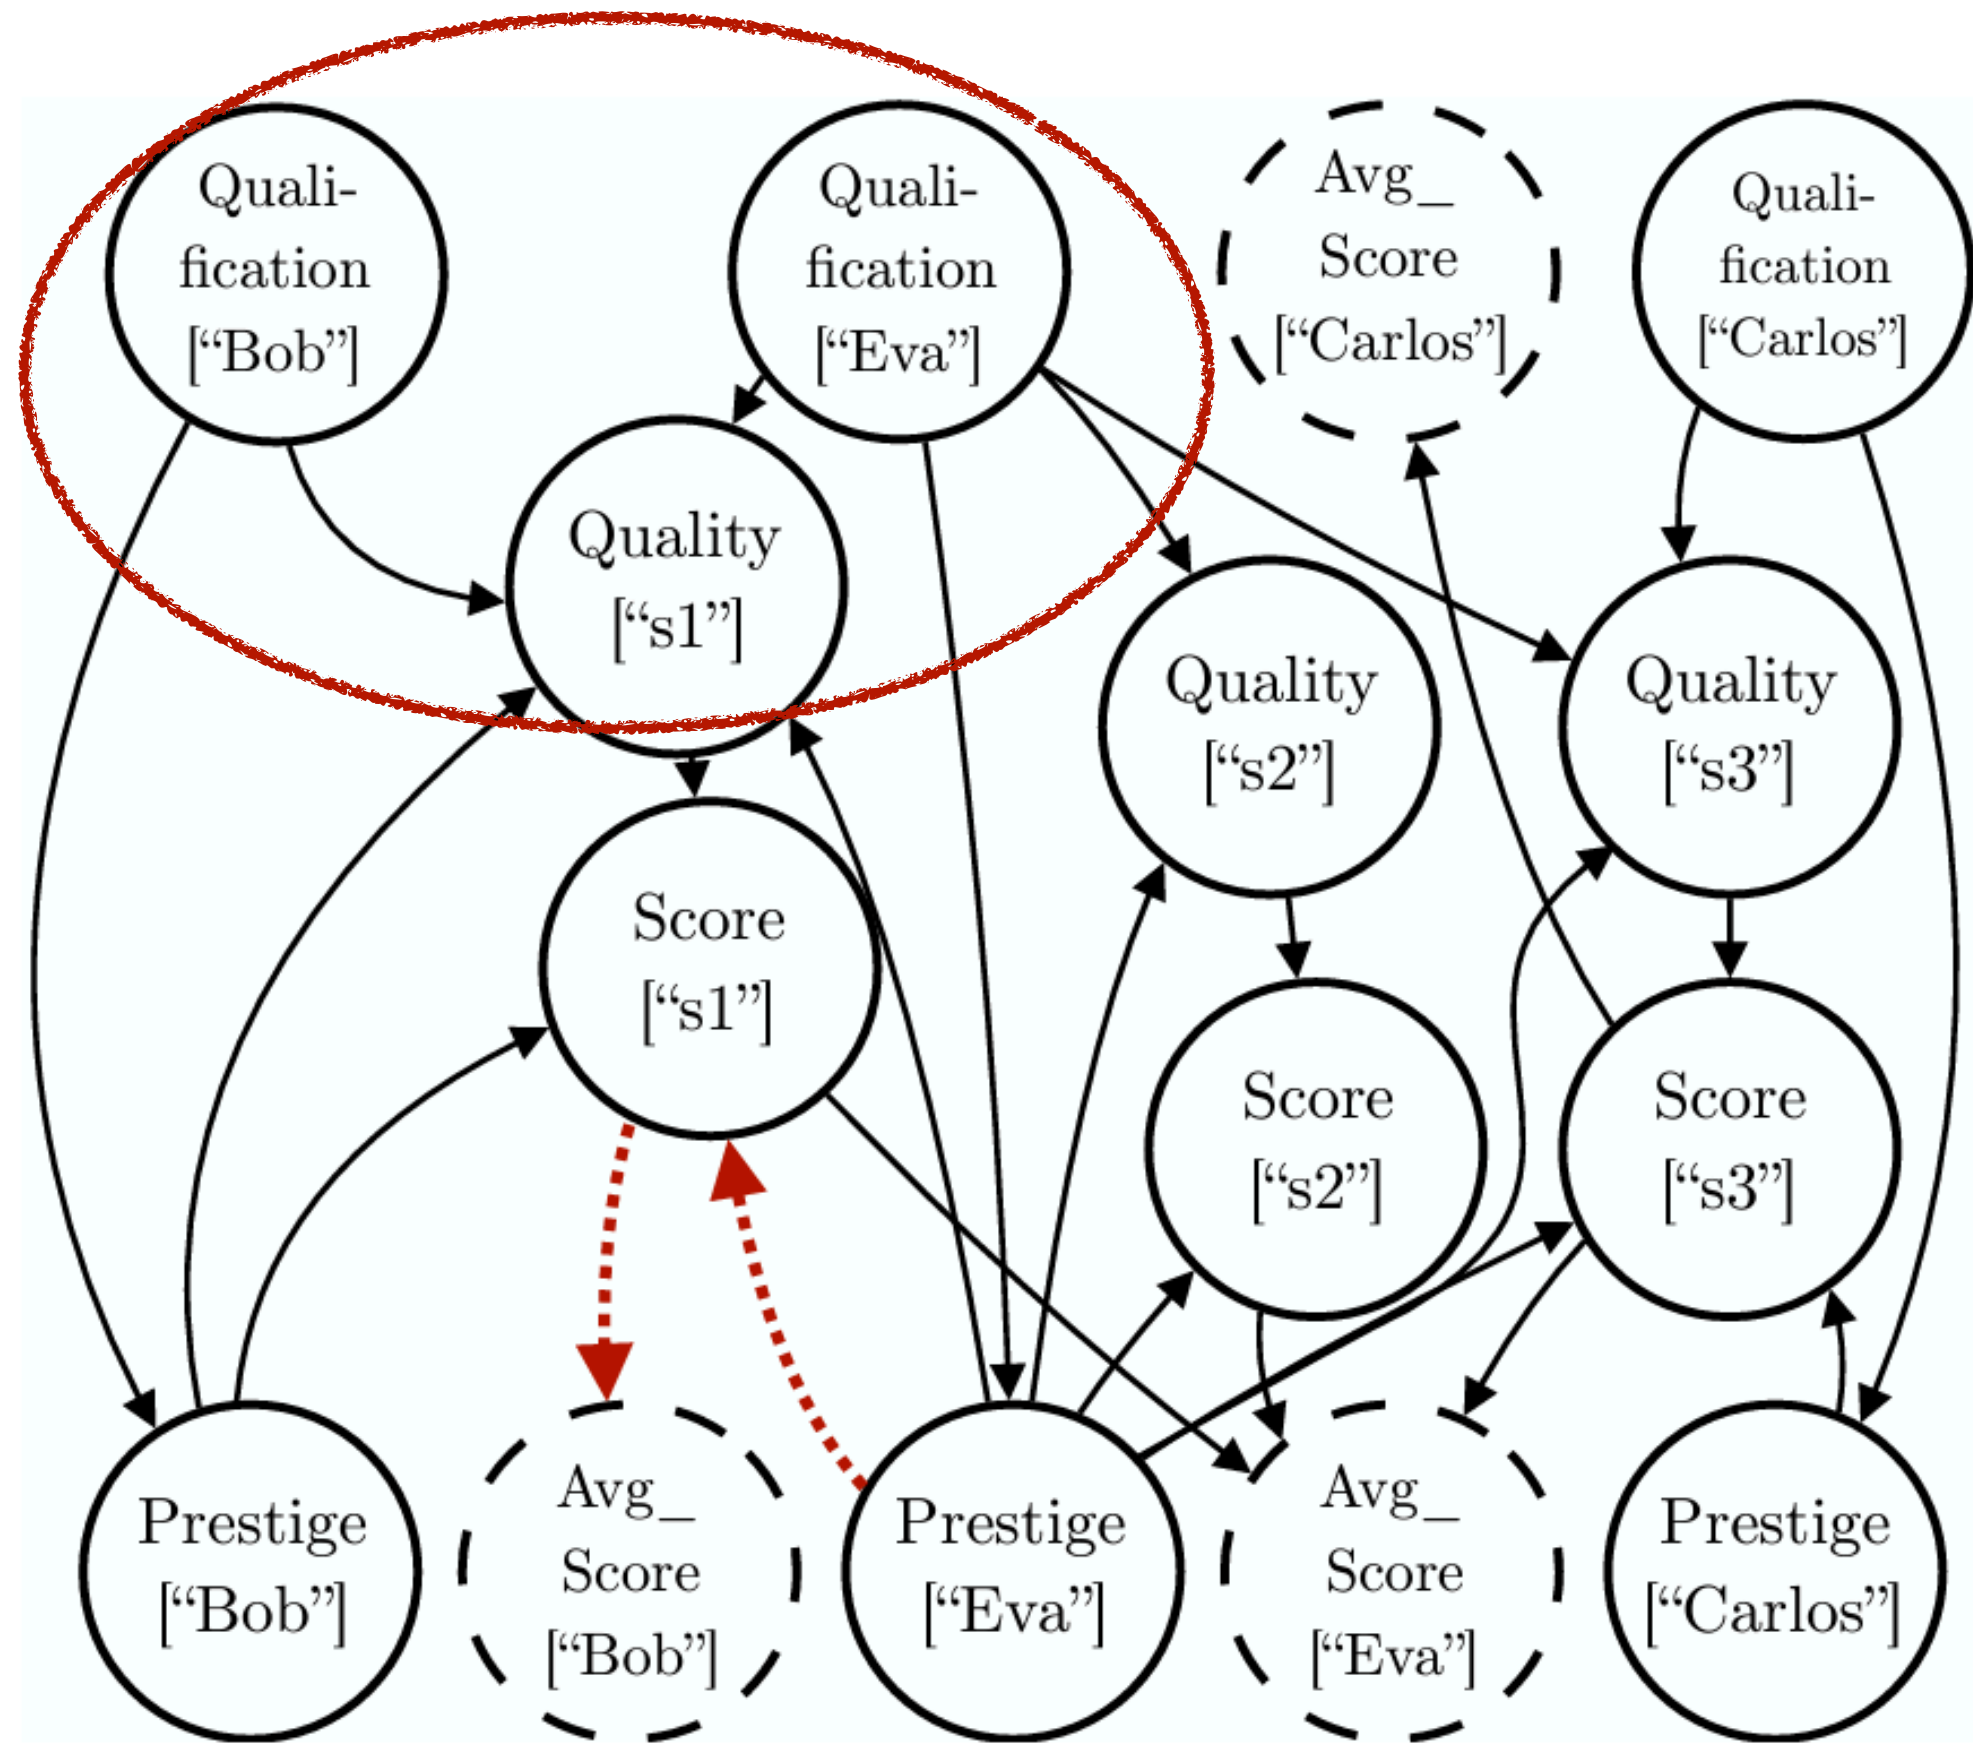 Quali-
fication
[“Bob”]
Quali-
fication
[“Eva”]
Avg_
Score
[“Carlos”]
Quali-
fication
[“Carlos”]
Quality
[“s1”]
Quality
[“s2”]
Quality
[“s3”]
Score
[“s1”]
Score
[“s2”]
Score
[“s3”]
Prestige
[“Bob”]
Avg_
Score
[“Bob”]
Prestige
[“Eva”]
Avg_
Score
[“Eva”]
Prestige
[“Carlos”]